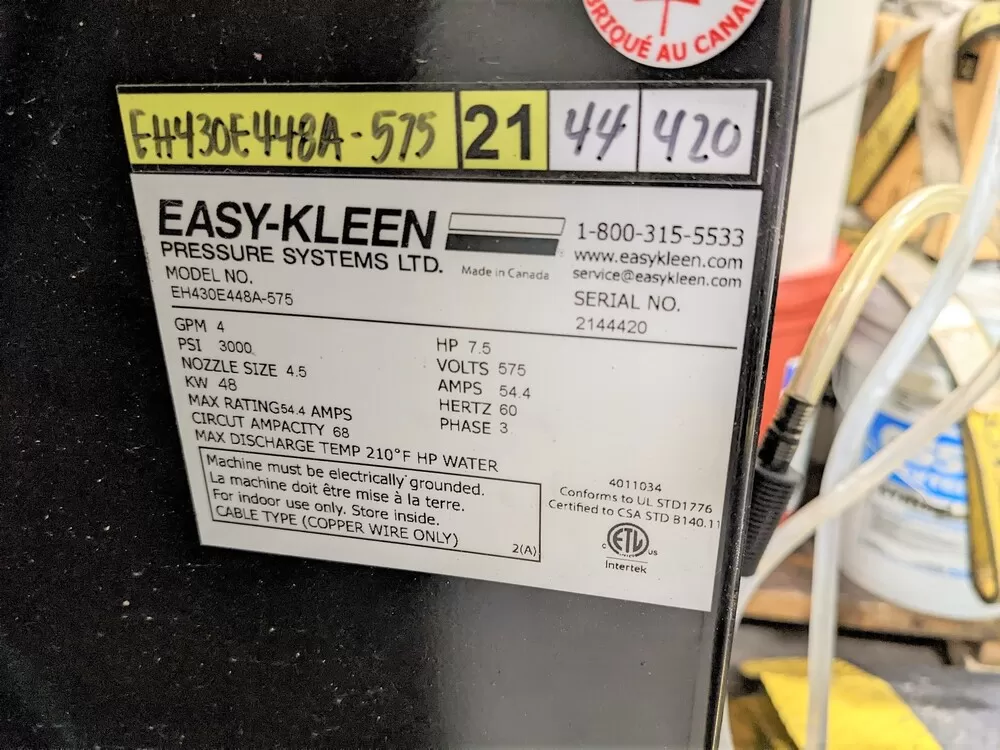 BRIQUÉ AU CANA
EH430E448A-575 21 44 420
EASY-KLEEN
PRESSURE SYSTEMS LTD.
Made in Canada
1-800-315-5533
www.easykleen.com
service@easykleen.com
MODEL NO.
EH430E448A-575
SERIAL NO.
2144420
GPM 4
PSI 3000
NOZZLE SIZE 4.5
KW 48
MAX RATING54.4 AMPS
CIRCUT AMPACITY 68
MAX DISCHARGE TEMP 210°F HP WATER
HP 7.5
VOLTS 575
AMPS 54.4
HERTZ 60
PHASE 3
Machine must be electrically grounded.
La machine doit être mise à la terre.
For indoor use only. Store inside.
CABLE TYPE (COPPER WIRE ONLY)
2(A)
4011034
Conforms to UL STD1776
Certified to CSA STD B140.11
C ETL US
Intertek